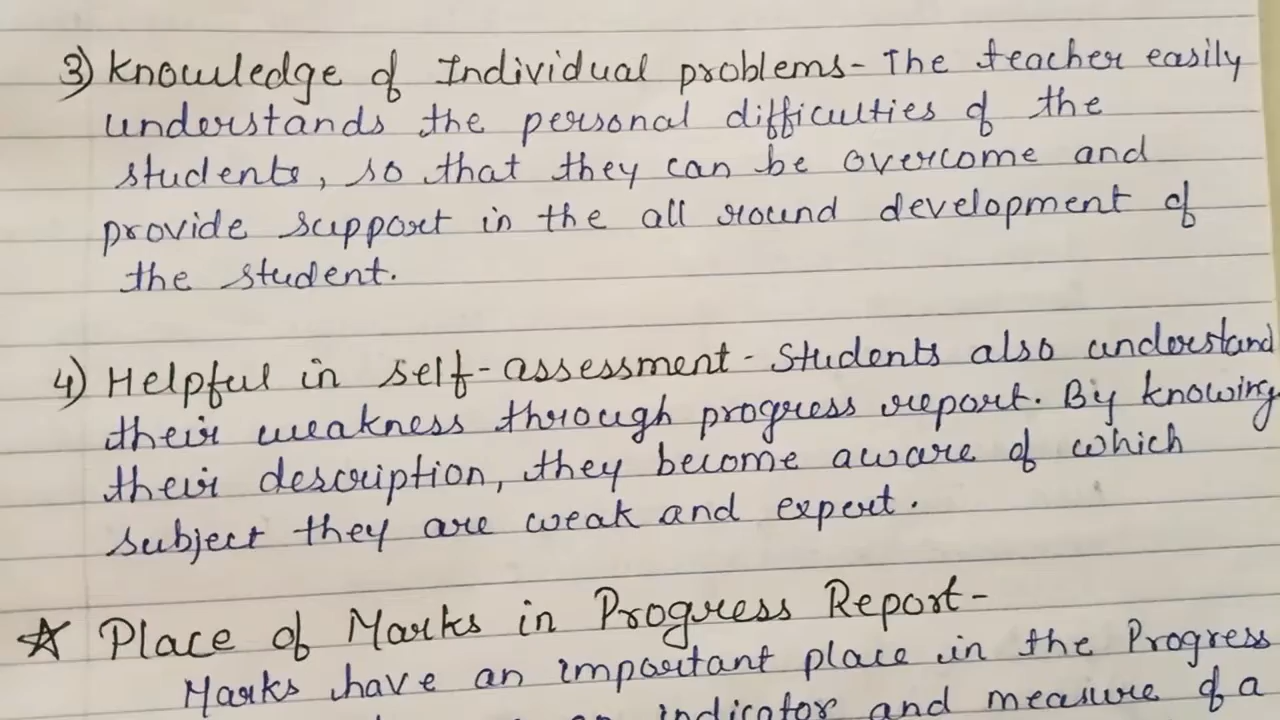 3) Knowledge of Individual problems - The teacher easily
understands the personal difficulties of the
students, so that they can be overcome and
provide support in the all round development of
the student.
4) Helpful in self-assessment - Students also understand
their weakness through progress report. By knowing
their description, they become aware of which
subject they are weak and expert.
☆ Place of Marks in Progress Report -
Marks have an important place in the Progress
indicator and measure of a